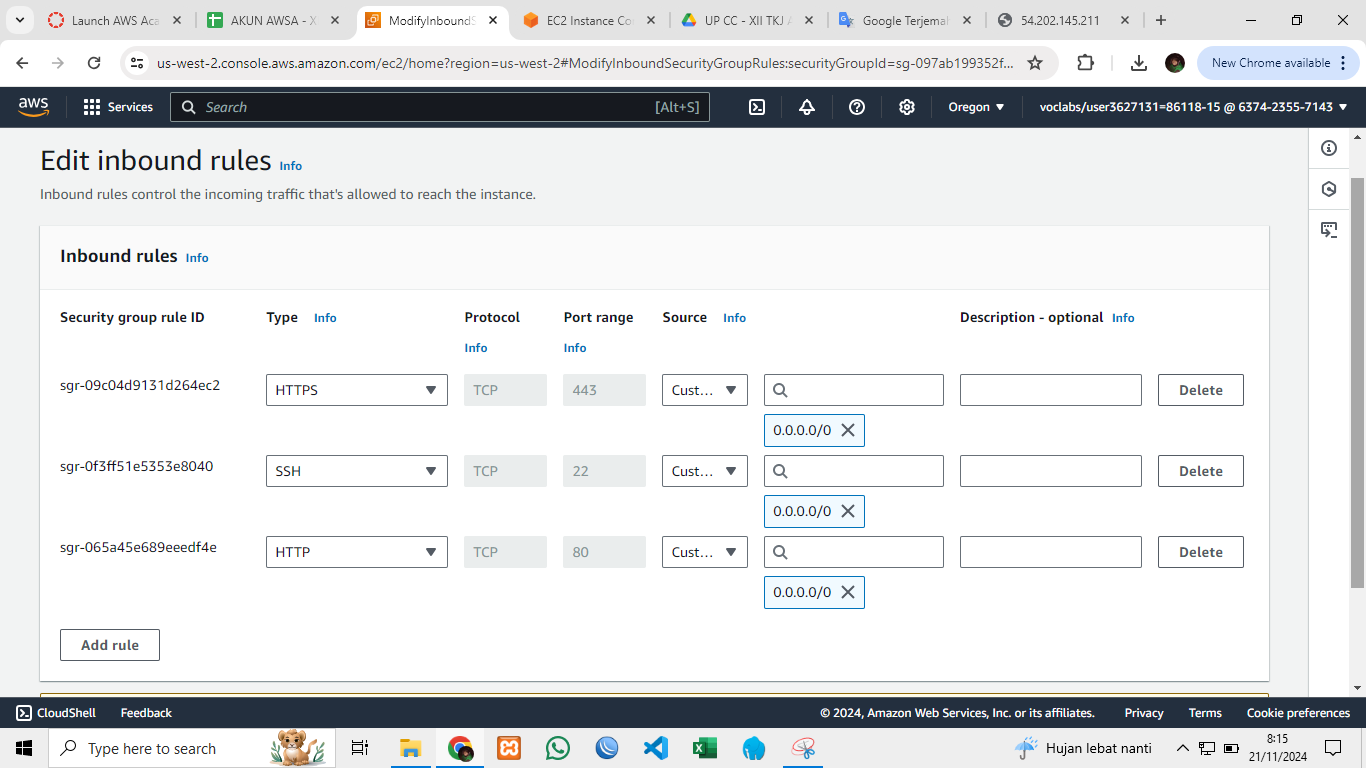 Launch AWS Aca
AKUN AWSA - X
ModifyInboundS
EC2 Instance Co
UP CC - XII TKJ
Google Terjemah
54.202.145.211
us-west-2.console.aws.amazon.com/ec2/home?region=us-west-2#ModifyInboundSecurityGroupRules:securityGroupId=sg-097ab199352f...
New Chrome available
aws
Services
Search
[Alt+S]
Oregon
voclabs/user3627131=86118-15 @ 6374-2355-7143
Edit inbound rules Info
Inbound rules control the incoming traffic that's allowed to reach the instance.
Inbound rules Info
Security group rule ID
Type Info
Protocol
Info
Port range
Info
Source Info
Description - optional Info
sgr-09c04d9131d264ec2
HTTPS
TCP
443
Cust...
Delete
0.0.0.0/0
sgr-0f3ff51e5353e8040
SSH
TCP
22
Cust...
Delete
0.0.0.0/0
sgr-065a45e689eeedf4e
HTTP
TCP
80
Cust...
Delete
0.0.0.0/0
Add rule
CloudShell
Feedback
© 2024, Amazon Web Services, Inc. or its affiliates.
Privacy
Terms
Cookie preferences
Type here to search
Hujan lebat nanti
8:15
21/11/2024